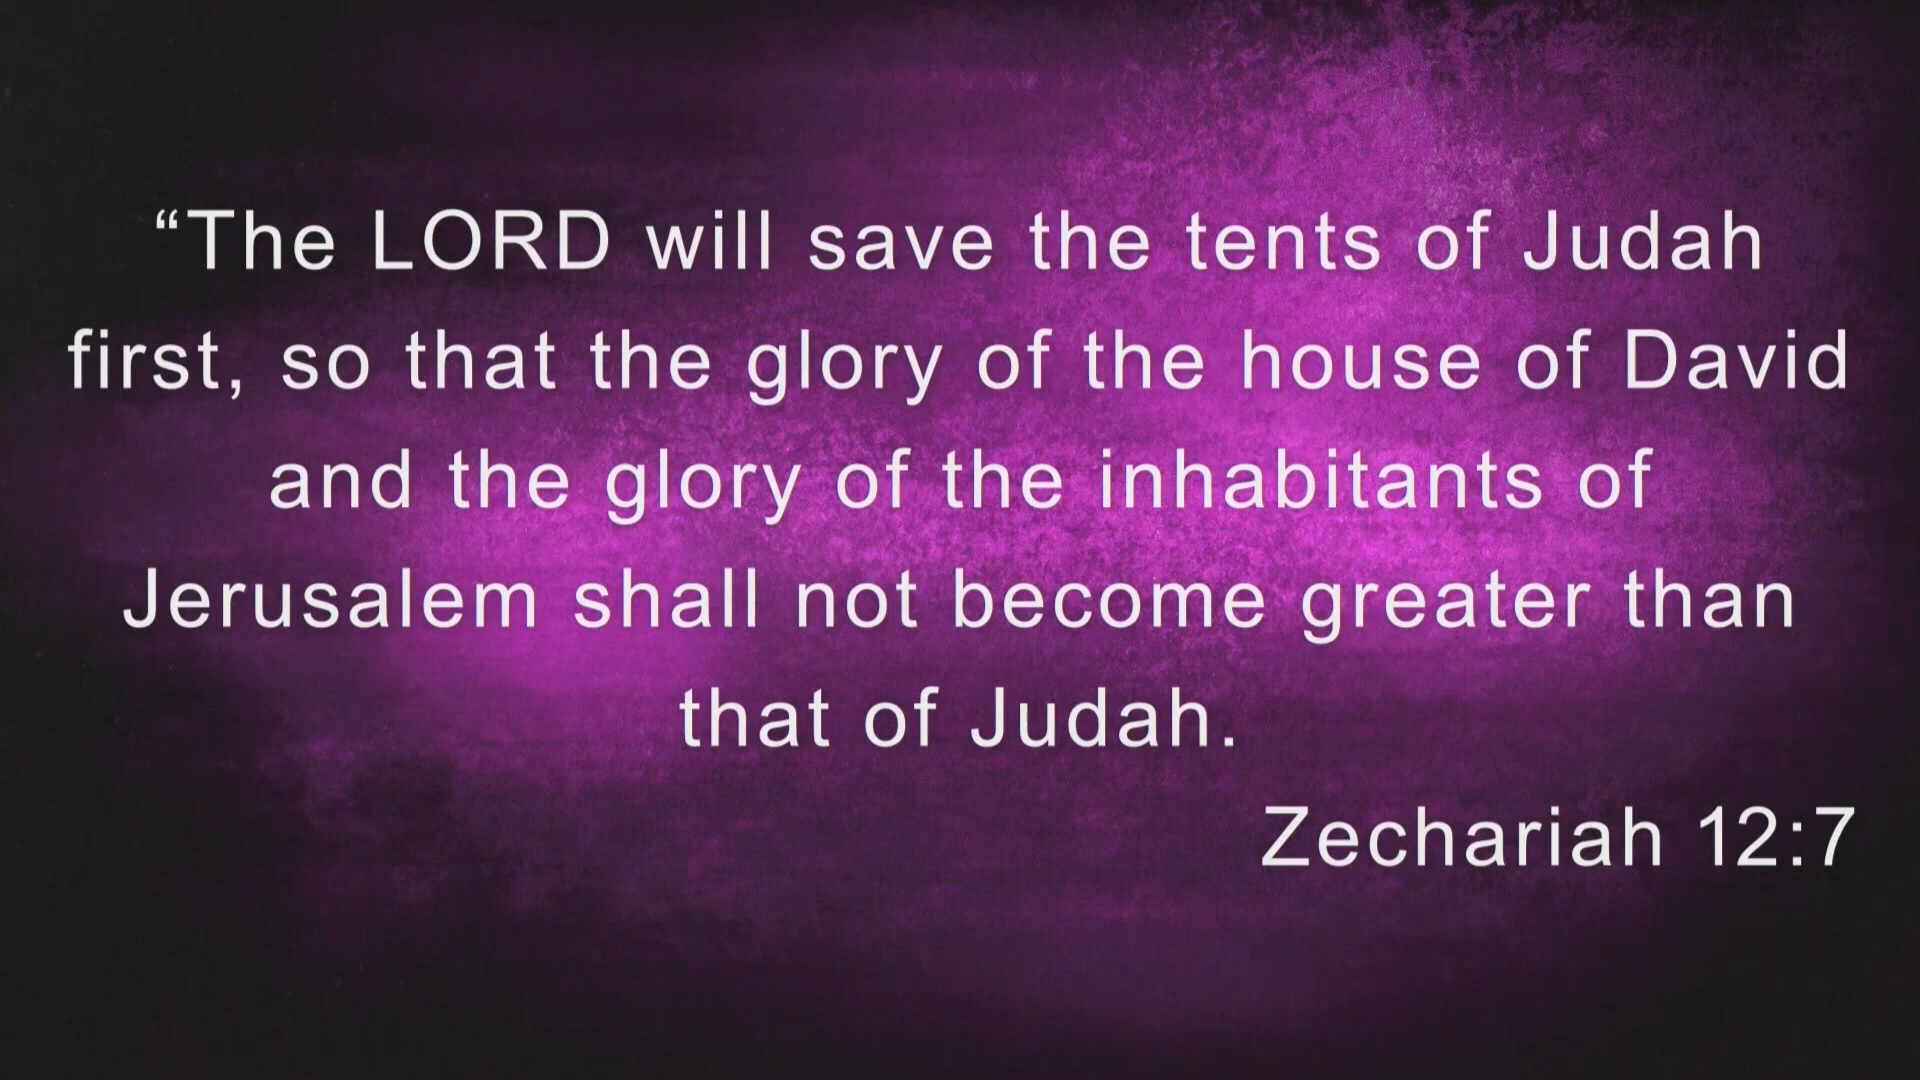 “The LORD will save the tents of Judah
first, so that the glory of the house of David
and the glory of the inhabitants of
Jerusalem shall not become greater than
that of Judah.
Zechariah 12:7